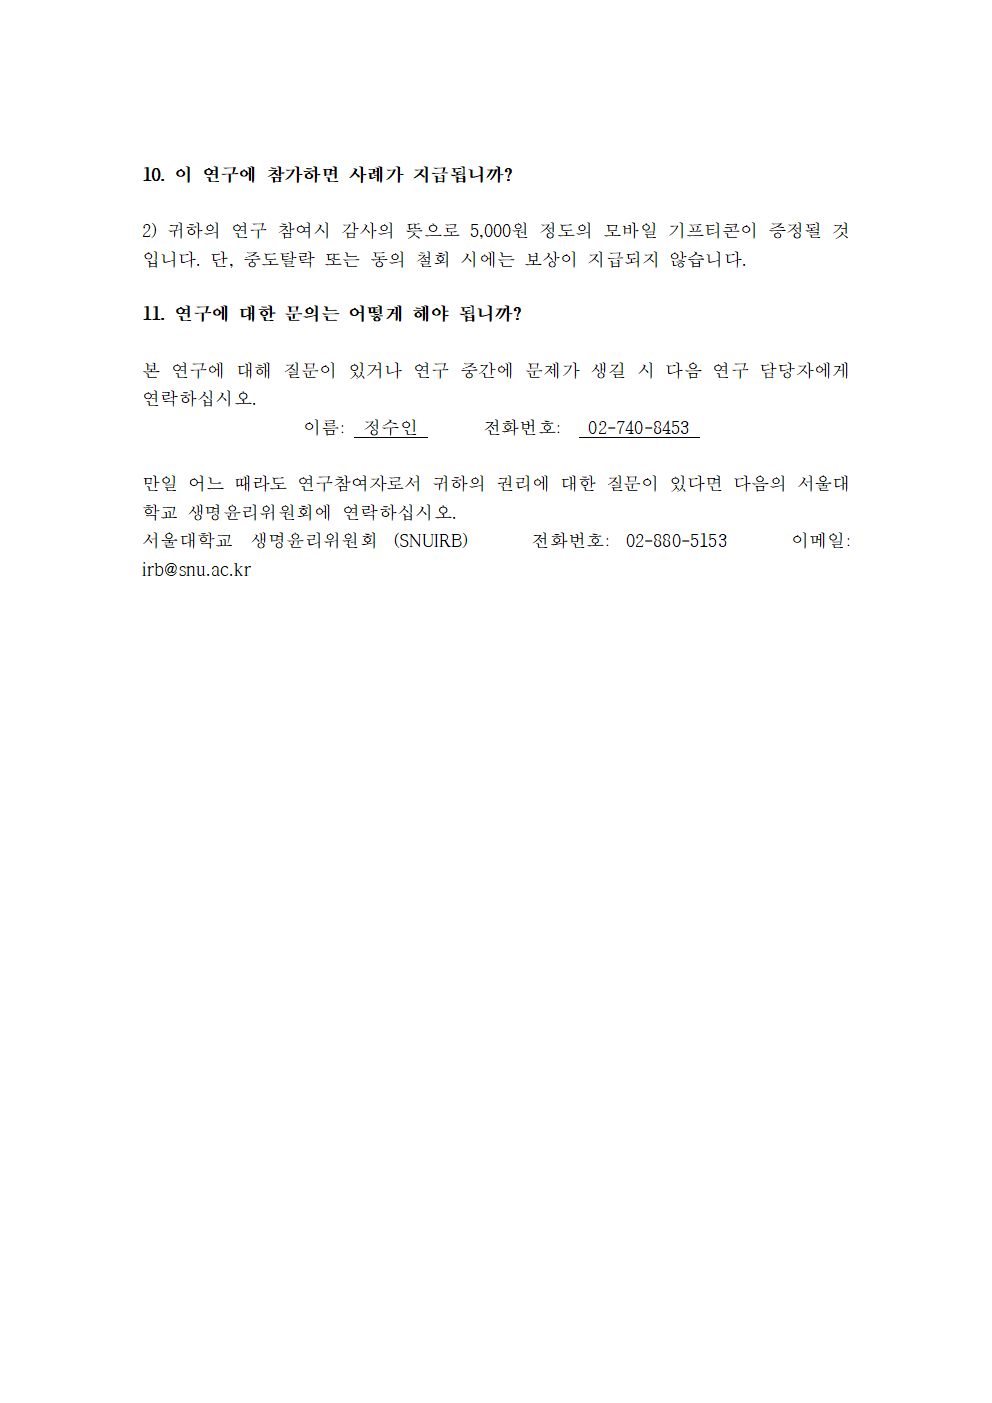 10. 이 연구에 참가하면 사례가 지급됩니까?
2) 귀하의 연구 참여시 감사의 뜻으로 5,000원 정도의 모바일 기프티콘이 증정될 것
입니다. 단, 중도탈락 또는 동의 철회 시에는 보상이 지급되지 않습니다.
11. 연구에 대한 문의는 어떻게 해야 됩니까?
본 연구에 대해 질문이 있거나 연구 중간에 문제가 생길 시 다음 연구 담당자에게
연락하십시오.
이름: 정수인 전화번호: 02-740-8453
만일 어느 때라도 연구참여자로서 귀하의 권리에 대한 질문이 있다면 다음의 서울대
학교 생명윤리위원회에 연락하십시오.
서울대학교 생명윤리위원회 (SNUIRB) 전화번호: 02-880-5153 이메일:
irb@snu.ac.kr